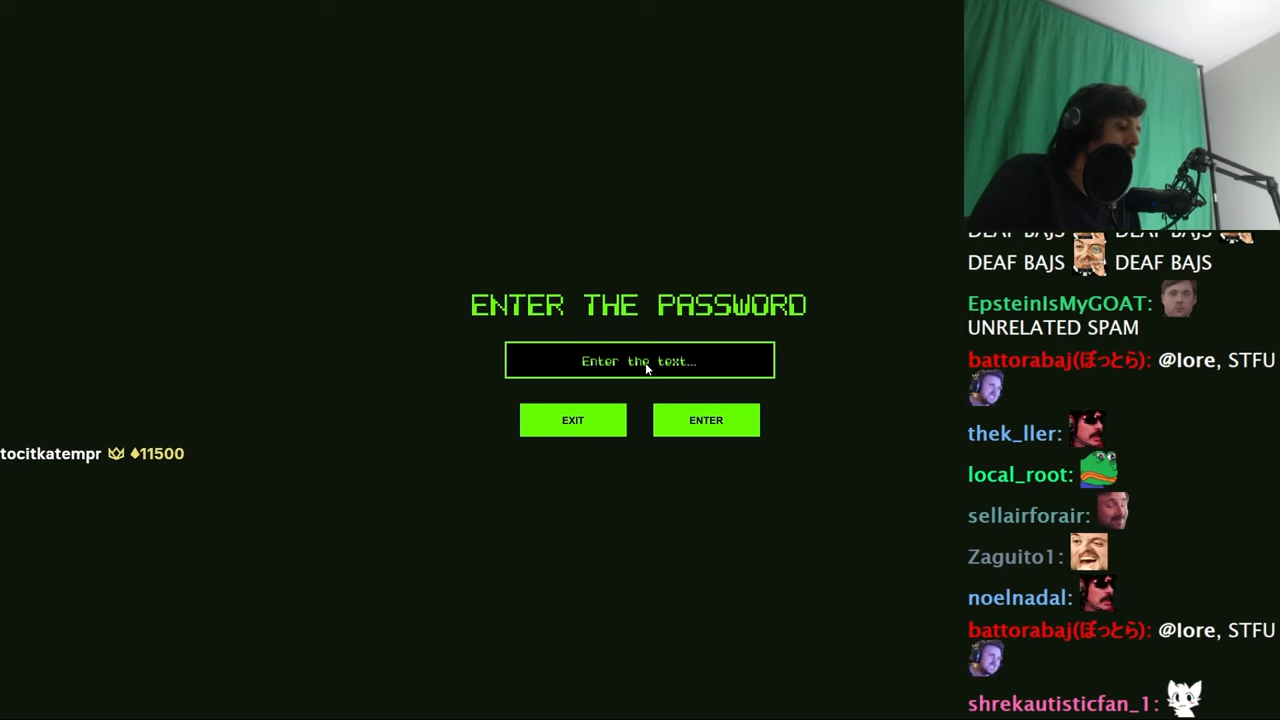 ENTER THE PASSWORD
Enter the text...
EXIT
ENTER
tocitkatempr 11500
DEAF BAJS DEAF BAJS
DEAF BAJS DEAF BAJS
EpsteinIsMyGOAT:
UNRELATED SPAM
battorabaj(ぼっとら): @lore, STFU
thek_ller:
local_root:
sellairforair:
Zaguito1:
noelnadal:
battorabaj(ぼっとら): @lore, STFU
shrekautisticfan_1: